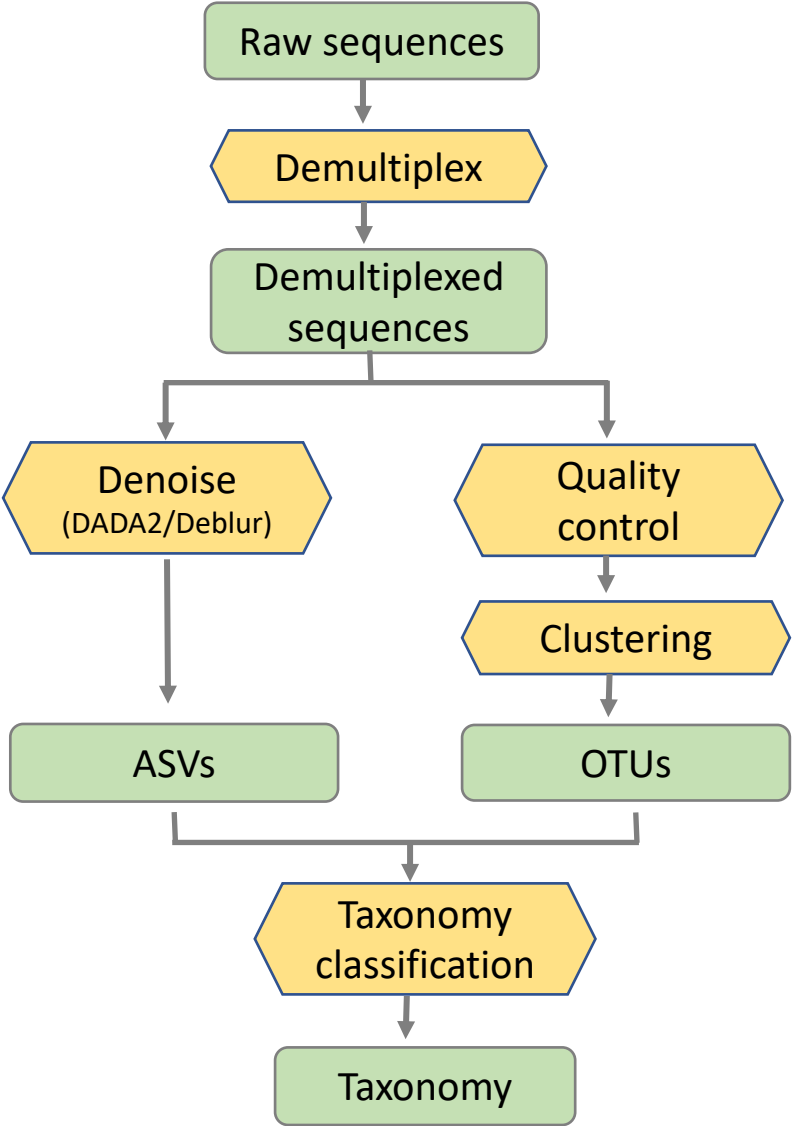 Raw sequences
Demultiplex
Demultiplexed
sequences
Denoise
(DADA2/Deblur)
Quality
control
Clustering
ASVs
OTUs
Taxonomy
classification
Taxonomy